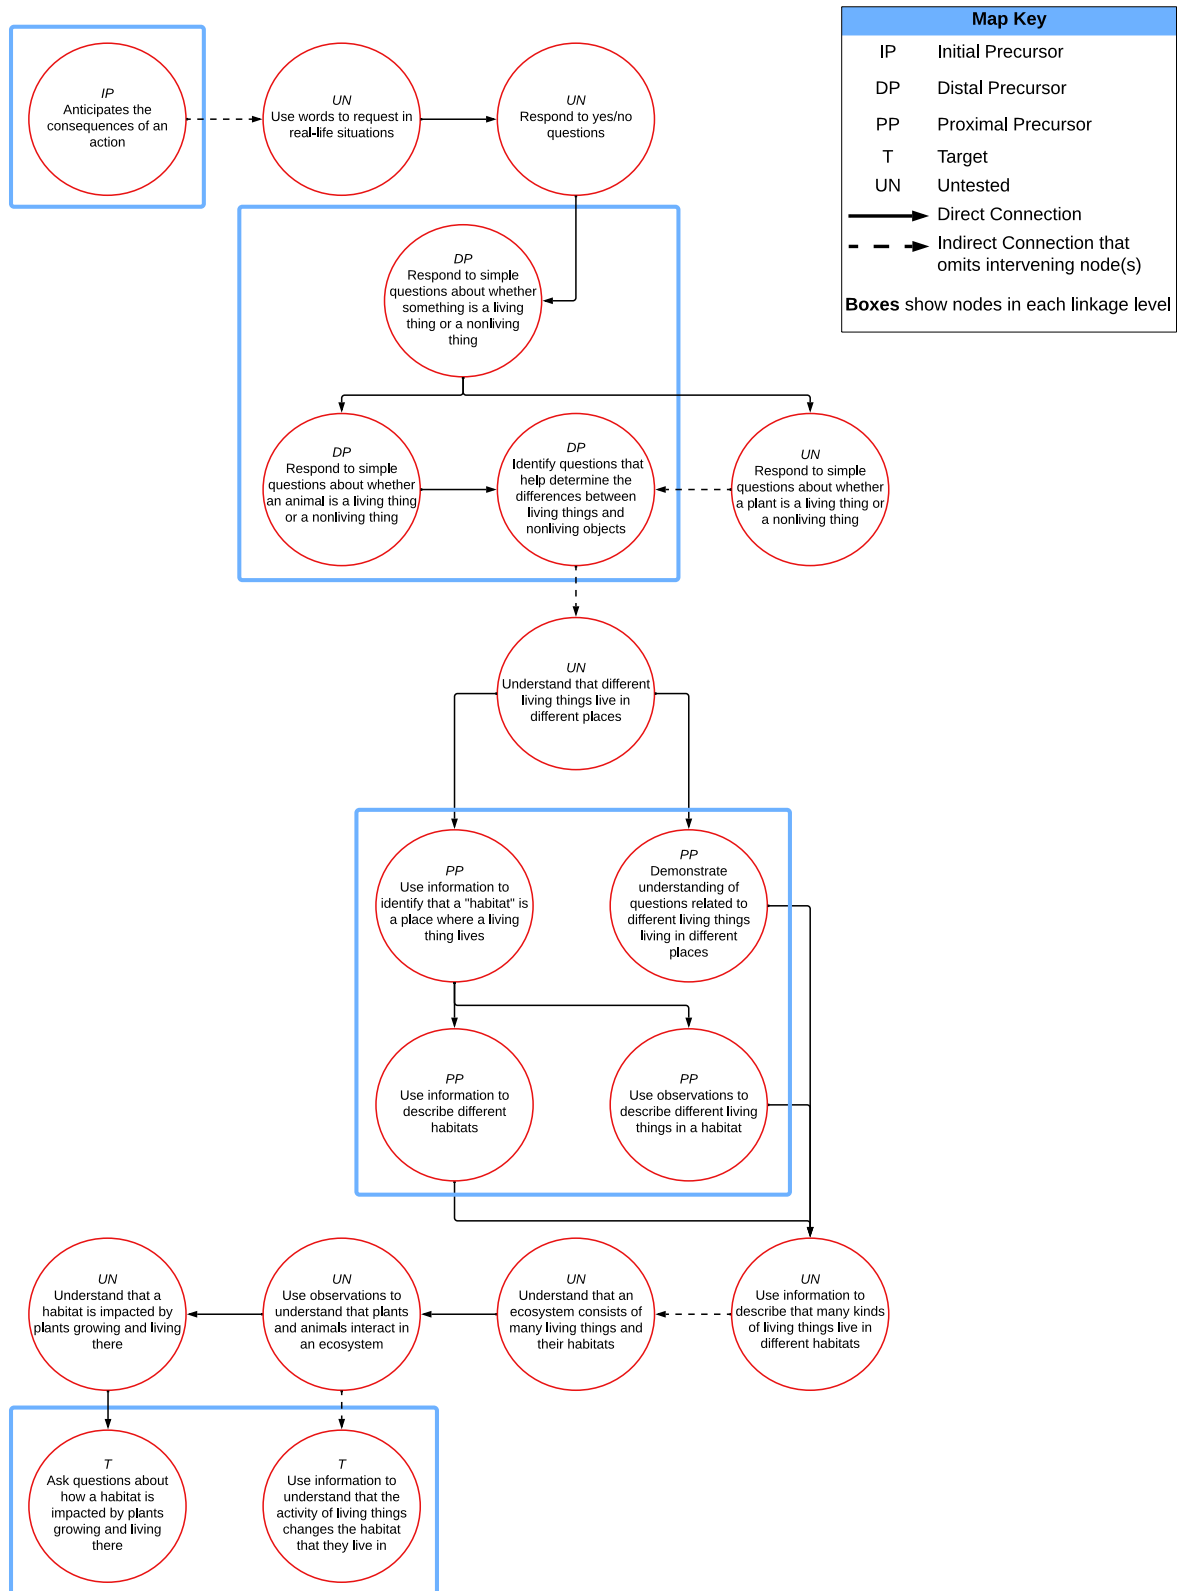 Map Key
IP Initial Precursor
DP Distal Precursor
PP Proximal Precursor
T Target
UN Untested
Direct Connection
Indirect Connection that
omits intervening node(s)
Boxes show nodes in each linkage level
IP
Anticipates the
consequences of an
action
UN
Use words to request in
real-life situations
UN
Respond to yes/no
questions
DP
Respond to simple
questions about whether
something is a living
thing or a nonliving
thing
DP
Respond to simple
questions about whether
an animal is a living thing
or a nonliving thing
DP
Identify questions that
help determine the
differences between
living things and
nonliving objects
UN
Respond to simple
questions about whether
a plant is a living thing or
a nonliving thing
UN
Understand that different
living things live in
different places
PP
Use information to
identify that a "habitat" is
a place where a living
thing lives
PP
Demonstrate
understanding of
questions related to
different living things
living in different
places
PP
Use information to
describe different
habitats
PP
Use observations to
describe different living
things in a habitat
UN
Understand that a
habitat is impacted by
plants growing and living
there
UN
Use observations to
understand that plants
and animals interact in
an ecosystem
UN
Understand that an
ecosystem consists of
many living things and
their habitats
UN
Use information to
describe that many kinds
of living things live in
different habitats
T
Ask questions about
how a habitat is
impacted by plants
growing and living
there
T
Use information to
understand that the
activity of living things
changes the habitat
that they live in